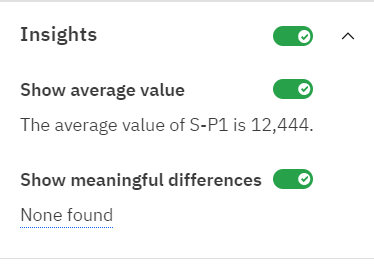 Insights
Show average value
The average value of S-P1 is 12,444.
Show meaningful differences
None found